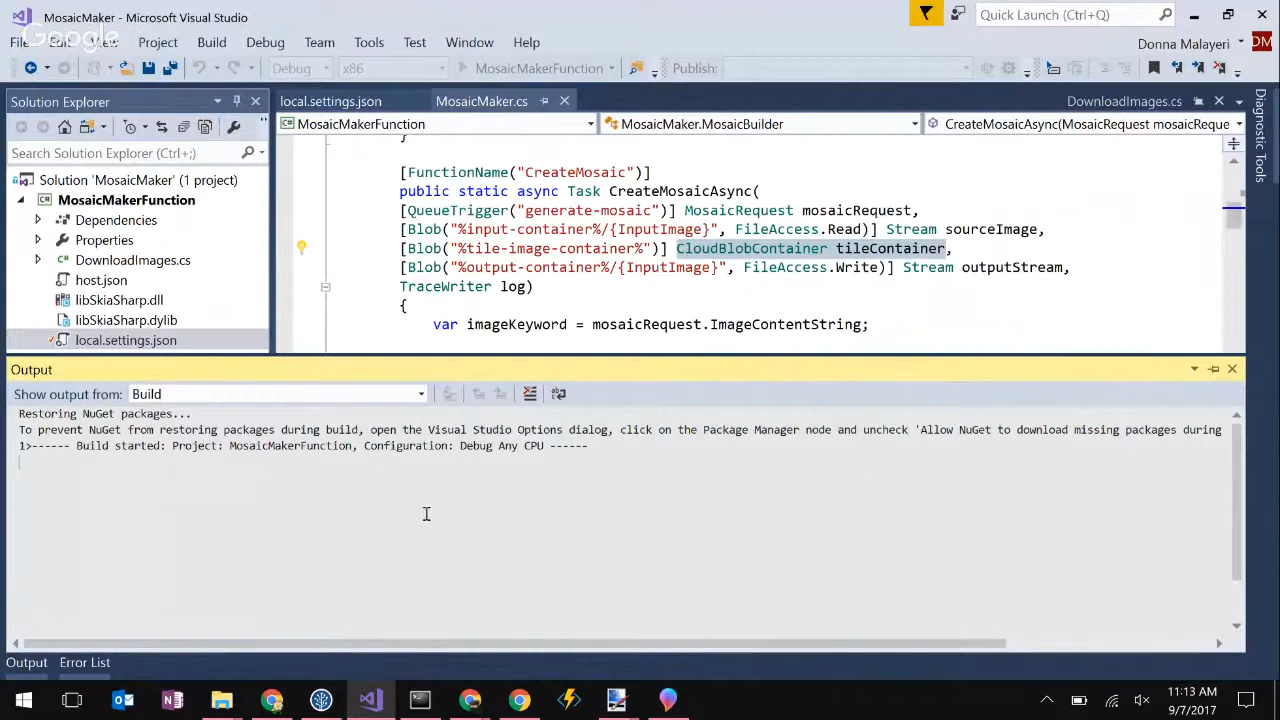 MosaicMaker - Microsoft Visual Studio
Quick Launch (Ctrl+Q)
Google
File Edit View Project Build Debug Team Tools Test Window Help
Donna Malayeri
DM
Debug
x86
MosaicMakerFunction
Publish:
Solution Explorer
local.settings.json
MosaicMaker.cs
DownloadImages.cs
MosaicMakerFunction
MosaicMaker.MosaicBuilder
CreateMosaicAsync(MosaicRequest mosaicReque
Diagnostic Tools
Search Solution Explorer (Ctrl+;)
Solution 'MosaicMaker' (1 project)
MosaicMakerFunction
Dependencies
Properties
DownloadImages.cs
host.json
libSkiaSharp.dll
libSkiaSharp.dylib
local.settings.json
}
[FunctionName("CreateMosaic")]
public static async Task CreateMosaicAsync(
[QueueTrigger("generate-mosaic")] MosaicRequest mosaicRequest,
[Blob("%input-container%/{InputImage}", FileAccess.Read)] Stream sourceImage,
[Blob("%tile-image-container%")] CloudBlobContainer tileContainer,
[Blob("%output-container%/{InputImage}", FileAccess.Write)] Stream outputStream,
TraceWriter log)
{
var imageKeyword = mosaicRequest.ImageContentString;
Output
Show output from: Build
Restoring NuGet packages...
To prevent NuGet from restoring packages during build, open the Visual Studio Options dialog, click on the Package Manager node and uncheck 'Allow NuGet to download missing packages during
1>------ Build started: Project: MosaicMakerFunction, Configuration: Debug Any CPU ------
Output Error List
11:13 AM
9/7/2017